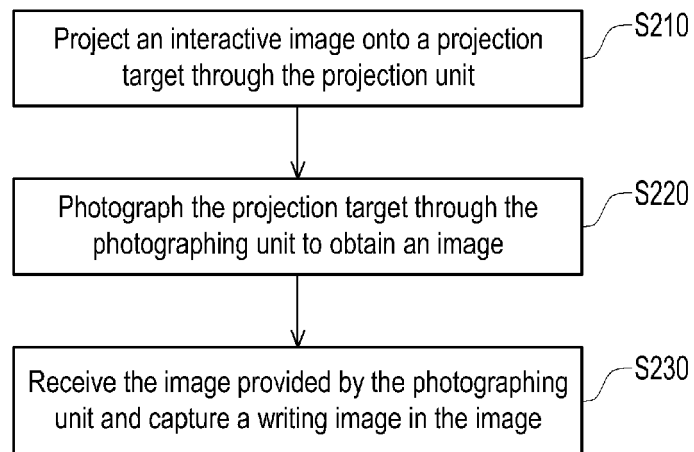 Project an interactive image onto a projection
target through the projection unit
S210
Photograph the projection target through the
photographing unit to obtain an image
S220
Receive the image provided by the photographing
unit and capture a writing image in the image
S230